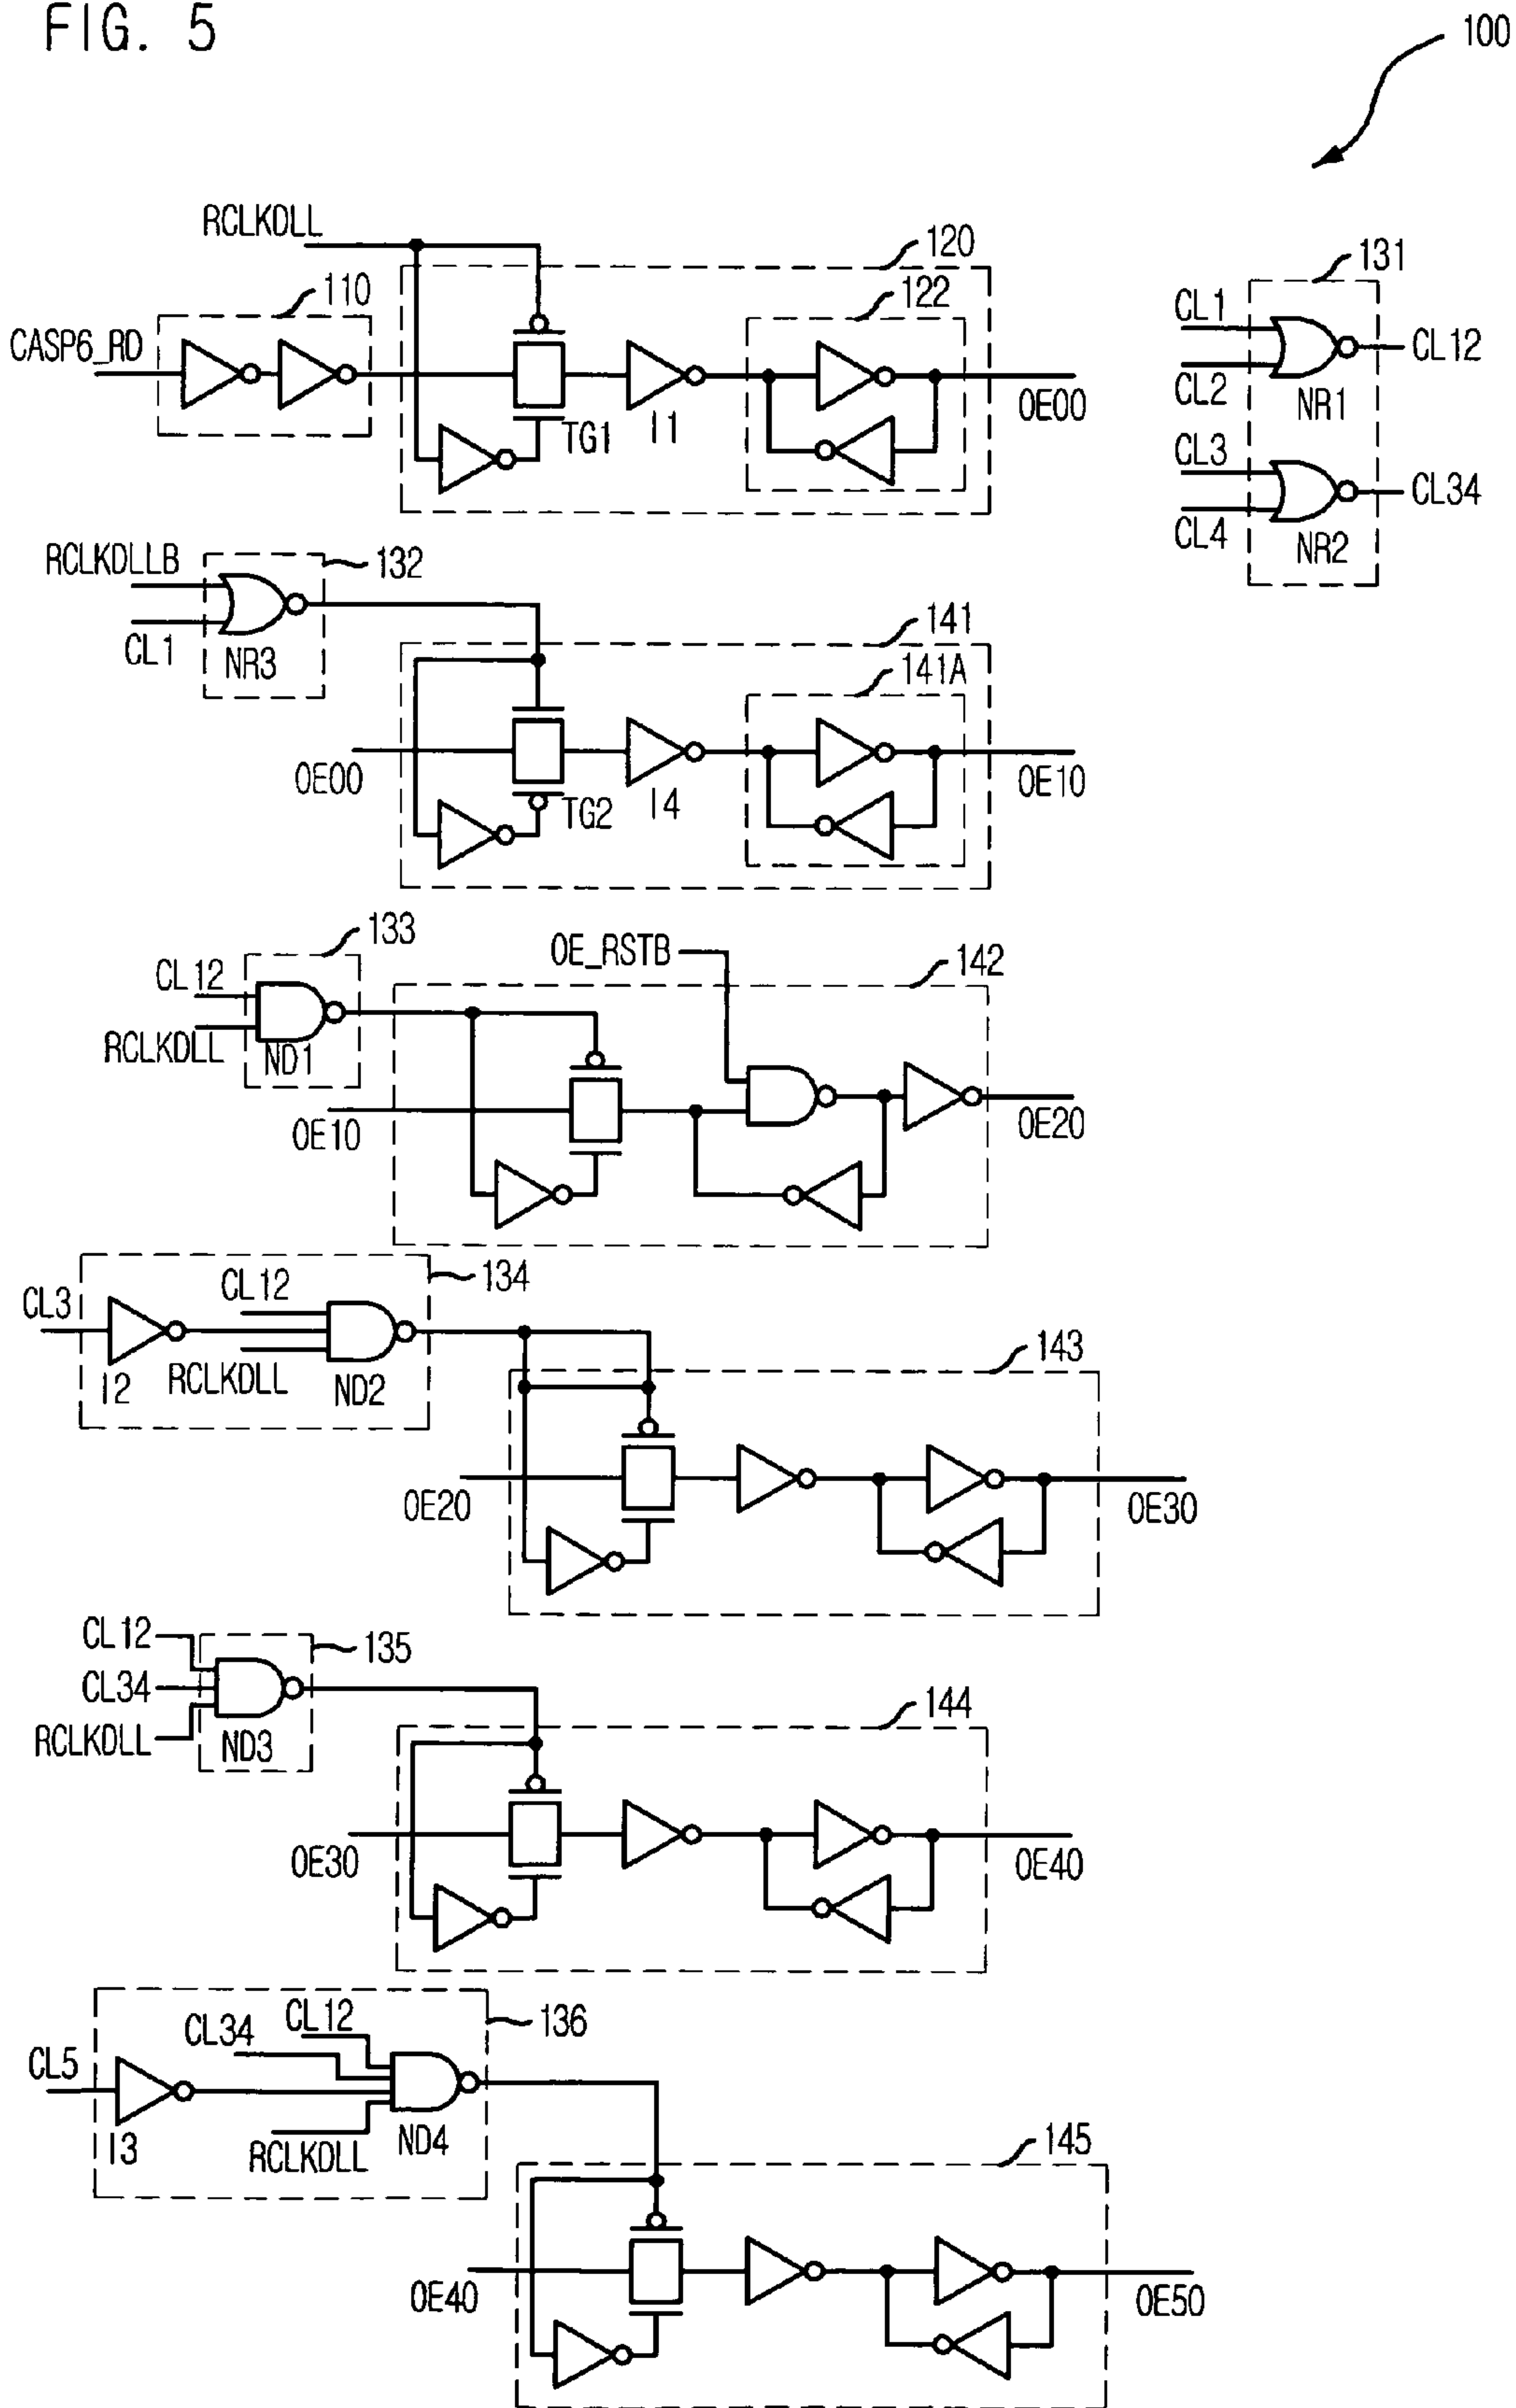 FIG. 5
100
RCLKDLL
120
110
122
131
CL1
CASP6_RD
CL12
CL2
NR1
OE00
TG1
I1
CL3
CL34
CL4
NR2
RCLKDLLB
132
CL1
NR3
141
141A
OE00
TG2
I4
OE10
133
OE_RSTB
142
CL12
RCLKDLL
ND1
OE10
OE20
134
CL12
CL3
143
RCLKDLL
I2
ND2
OE20
OE30
CL12
135
CL34
144
RCLKDLL
ND3
OE30
OE40
CL12
136
CL34
CL5
ND4
I3
RCLKDLL
145
OE40
OE50